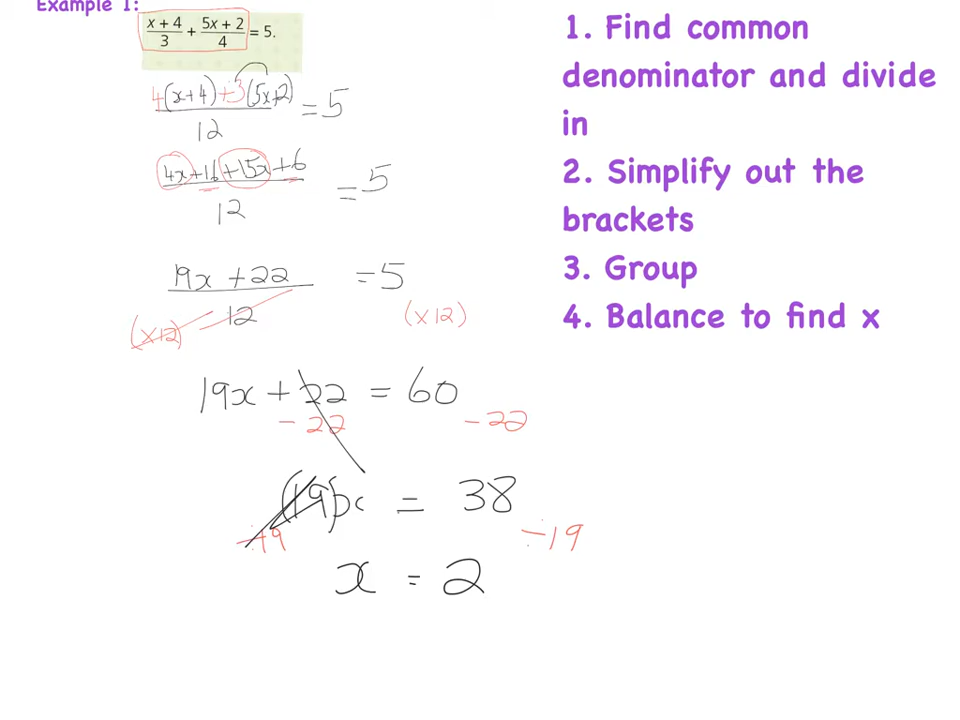 Example 1:
x + 4 / 3 + 5x + 2 / 4 = 5.
4(x+4) +3(5x+2) / 12 = 5
4x+16+15x+6 / 12 = 5
19x + 22 / 12 = 5
(x12) (x12)
19x + 22 = 60
- 22 - 22
(19)x = 38
÷19 ÷19
x = 2
1. Find common
denominator and divide
in
2. Simplify out the
brackets
3. Group
4. Balance to find x